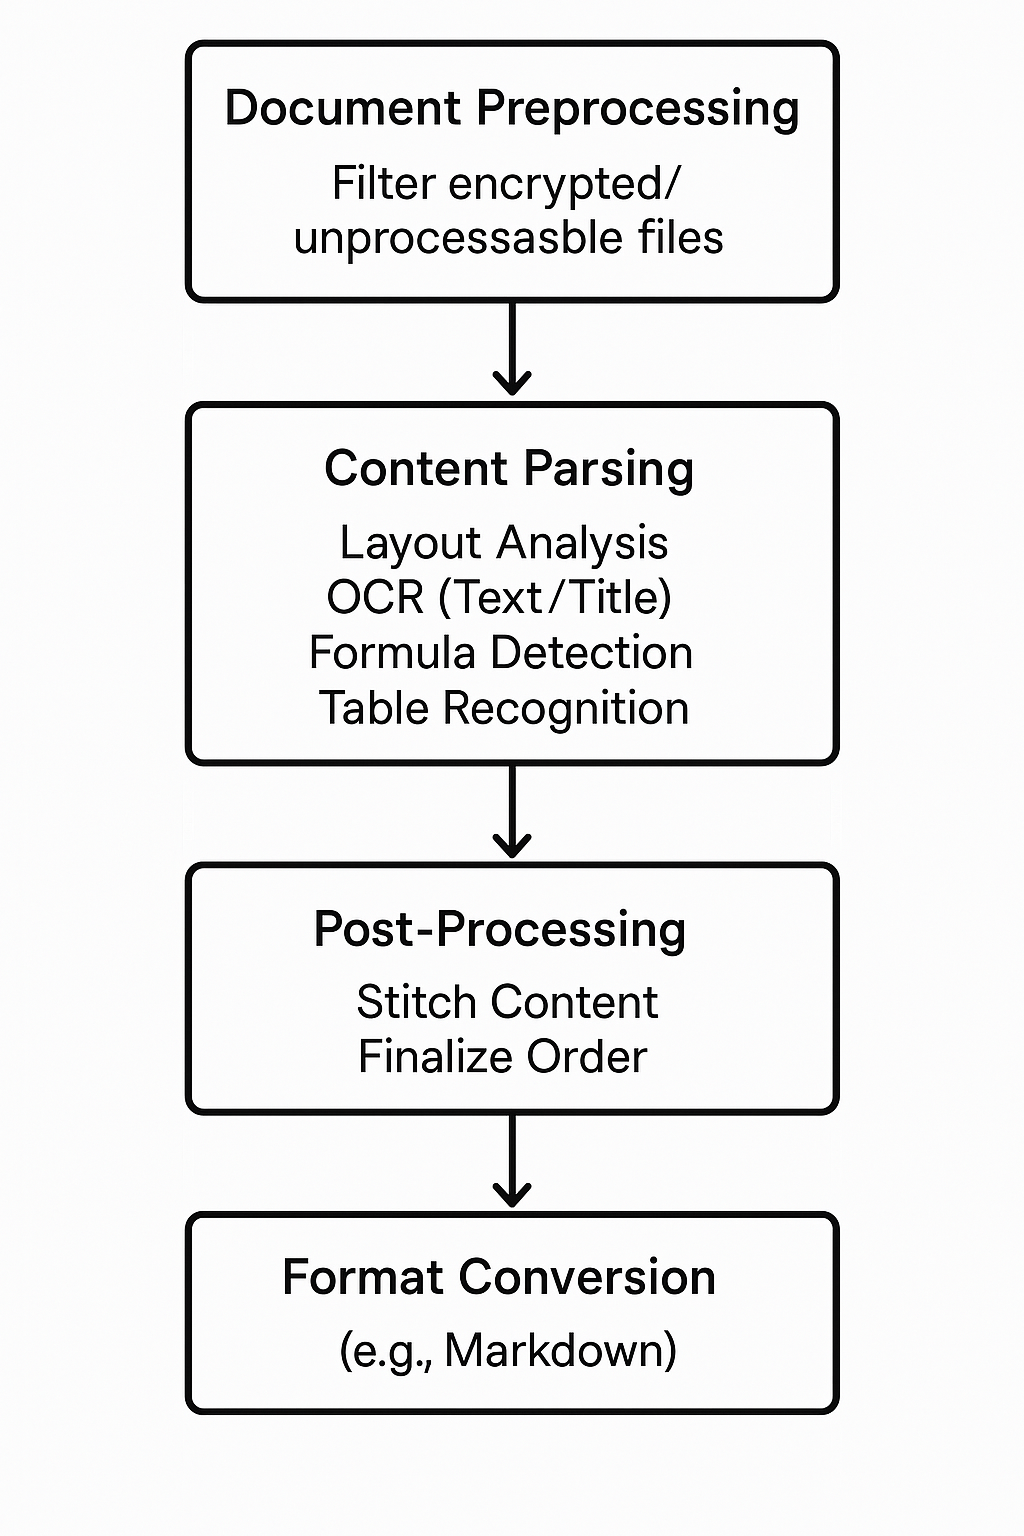 Document Preprocessing
Filter encrypted/
unprocessasble files
Content Parsing
Layout Analysis
OCR (Text/Title)
Formula Detection
Table Recognition
Post-Processing
Stitch Content
Finalize Order
Format Conversion
(e.g., Markdown)